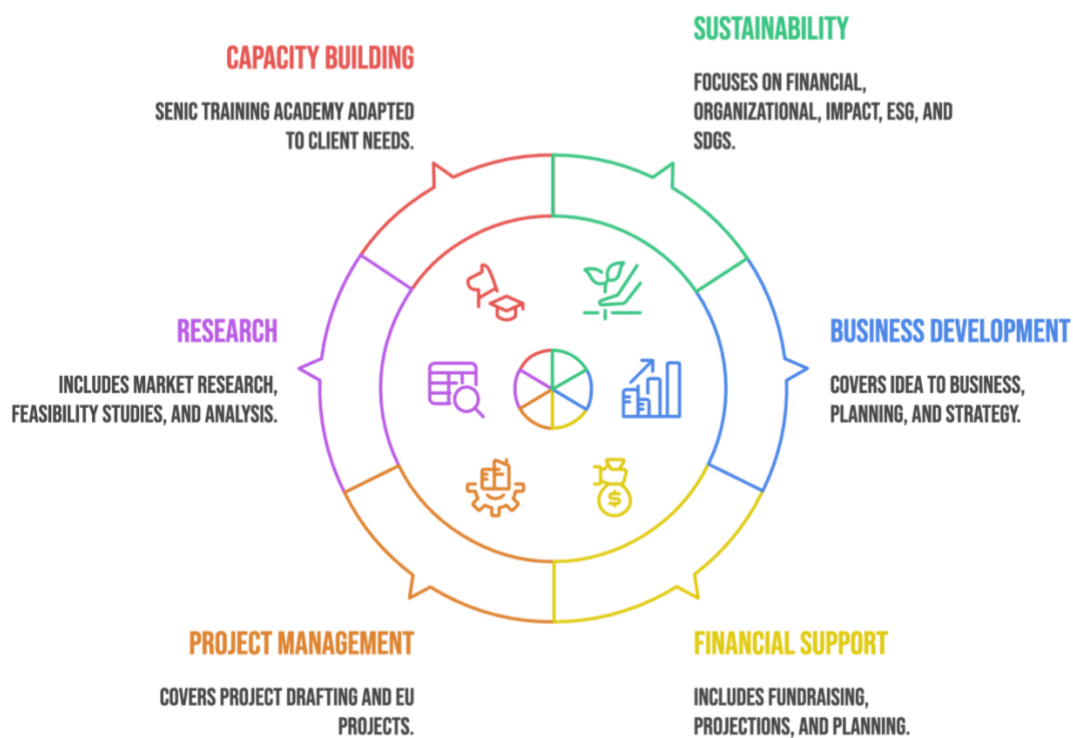 CAPACITY BUILDING
SENIC TRAINING ACADEMY ADAPTED
TO CLIENT NEEDS.
SUSTAINABILITY
FOCUSES ON FINANCIAL,
ORGANIZATIONAL, IMPACT, ESG, AND
SDGS.
RESEARCH
INCLUDES MARKET RESEARCH,
FEASIBILITY STUDIES, AND ANALYSIS.
BUSINESS DEVELOPMENT
COVERS IDEA TO BUSINESS,
PLANNING, AND STRATEGY.
$
PROJECT MANAGEMENT
COVERS PROJECT DRAFTING AND EU
PROJECTS.
FINANCIAL SUPPORT
INCLUDES FUNDRAISING,
PROJECTIONS, AND PLANNING.